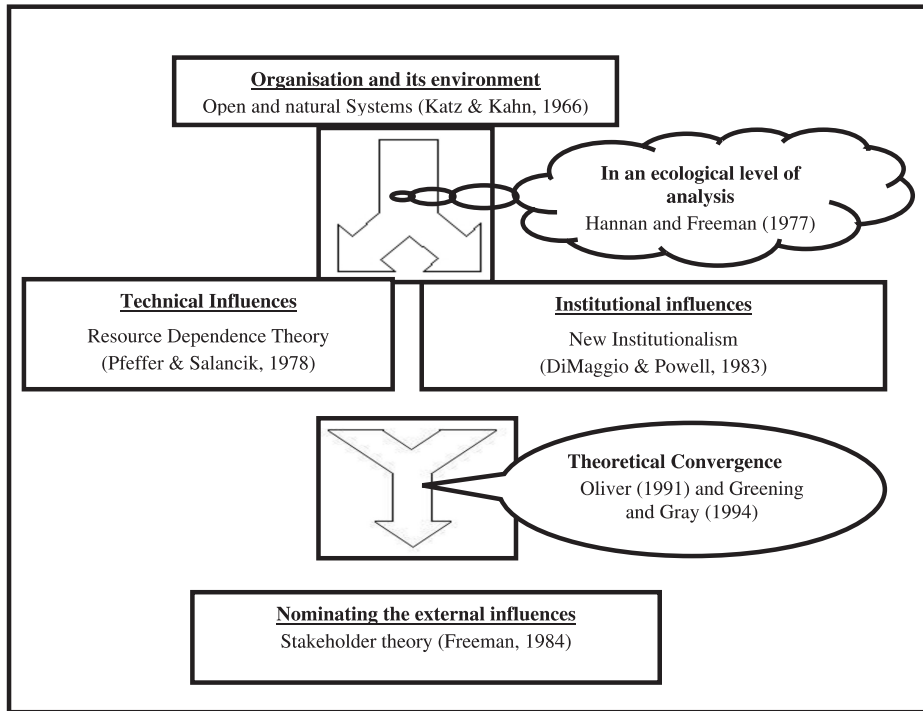 Organisation and its environment
Open and natural Systems (Katz & Kahn, 1966)
In an ecological level of
analysis
Hannan and Freeman (1977)
Technical Influences
Resource Dependence Theory
(Pfeffer & Salancik, 1978)
Institutional influences
New Institutionalism
(DiMaggio & Powell, 1983)
Theoretical Convergence
Oliver (1991) and Greening
and Gray (1994)
Nominating the external influences
Stakeholder theory (Freeman, 1984)